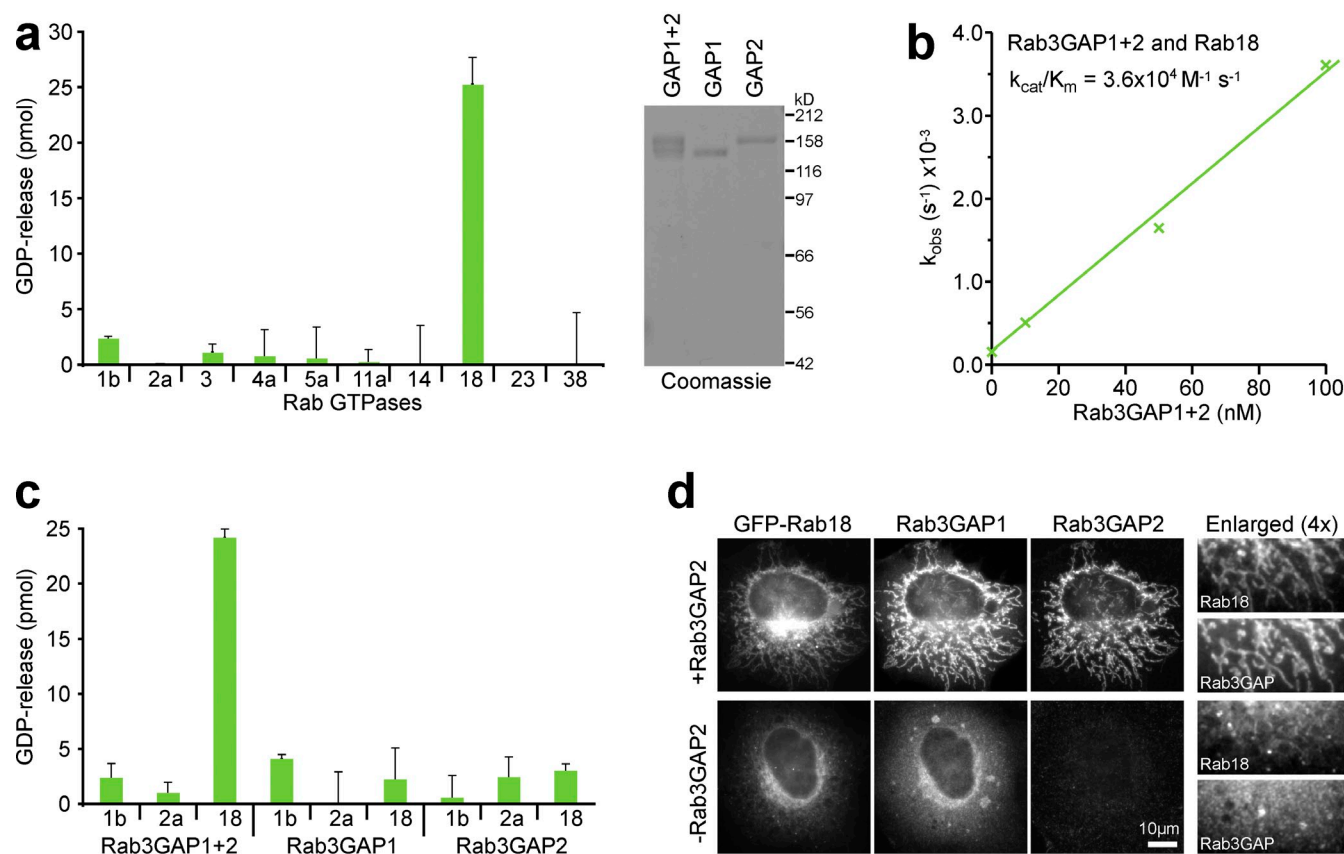 a
GDP-release (pmol)
30
25
20
15
10
5
0
1b 2a 3 4a 5a 11a 14 18 23 38
Rab GTPases
GAP1+2
GAP1
GAP2
kD
212
158
116
97
66
56
42
Coomassie
b
Rab3GAP1+2 and Rab18
kcat/Km = 3.6x10⁴ M⁻¹ s⁻¹
kobs (s⁻¹) x10⁻³
4.0
3.0
2.0
1.0
0.0
0 20 40 60 80 100
Rab3GAP1+2 (nM)
c
GDP-release (pmol)
25
20
15
10
5
0
1b 2a 18 1b 2a 18 1b 2a 18
Rab3GAP1+2 Rab3GAP1 Rab3GAP2
d
GFP-Rab18 Rab3GAP1 Rab3GAP2 Enlarged (4x)
+Rab3GAP2
Rab18
Rab3GAP
-Rab3GAP2
Rab18
10µm
Rab3GAP